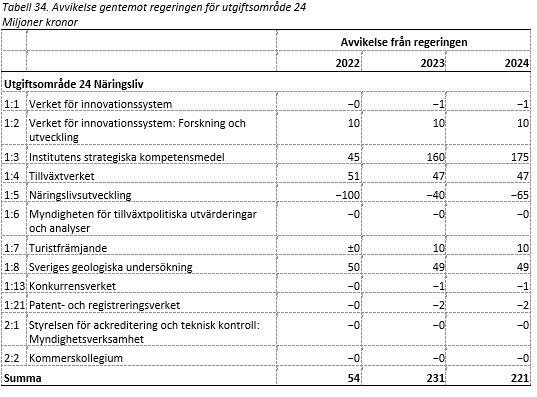 Tabell 34. Avvikelse gentemot regeringen för utgiftsområde 24
Miljoner kronor
Avvikelse från regeringen
2022 2023 2024
Utgiftsområde 24 Näringsliv
1:1 Verket för innovationssystem −0 −1 −1
1:2 Verket för innovationssystem: Forskning och 10 10 10
utveckling
1:3 Institutens strategiska kompetensmedel 45 160 175
1:4 Tillväxtverket 51 47 47
1:5 Näringslivsutveckling −100 −40 −65
1:6 Myndigheten för tillväxtpolitiska utvärderingar −0 −0 −0
och analyser
1:7 Turistfrämjande ±0 10 10
1:8 Sveriges geologiska undersökning 50 49 49
1:13 Konkurrensverket −0 −1 −1
1:21 Patent- och registreringsverket −0 −2 −2
2:1 Styrelsen för ackreditering och teknisk kontroll: −0 −0 −0
Myndighetsverksamhet
2:2 Kommerskollegium −0 −0 −0
Summa 54 231 221